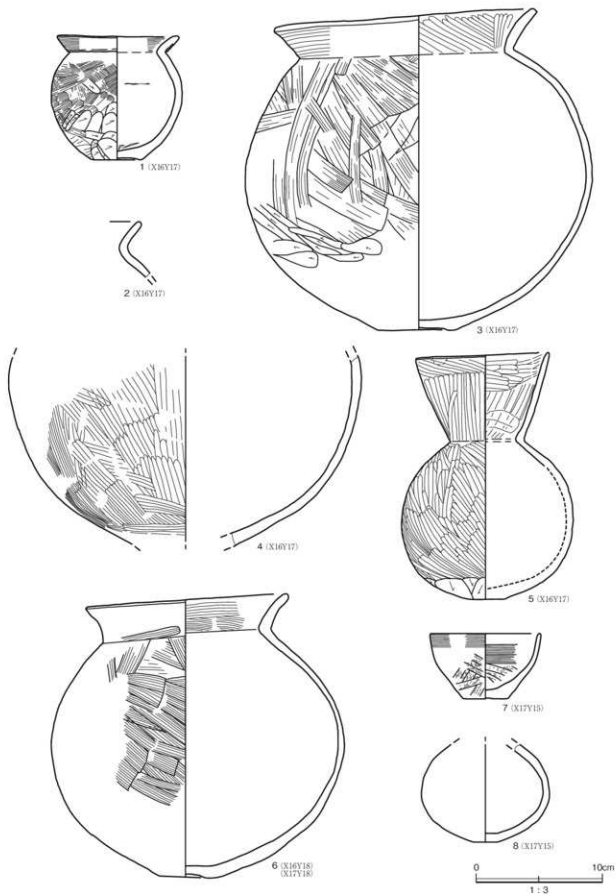 1 (X16Y17)
2 (X16Y17)
3 (X16Y17)
4 (X16Y17)
5 (X16Y17)
6 (X16Y18)
(X17Y18)
7 (X17Y15)
8 (X17Y15)
0 10cm
1 : 3